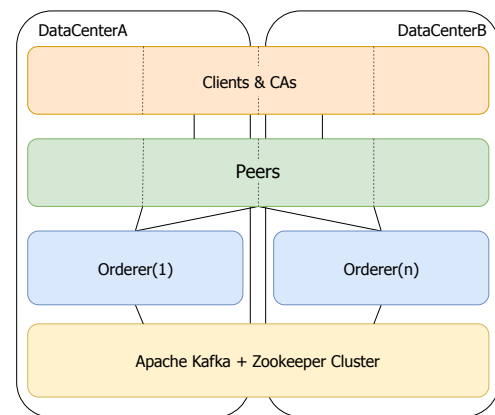 DataCenterA
DataCenterB
Clients & CAs
Peers
Orderer(1)
Orderer(n)
Apache Kafka + Zookeeper Cluster